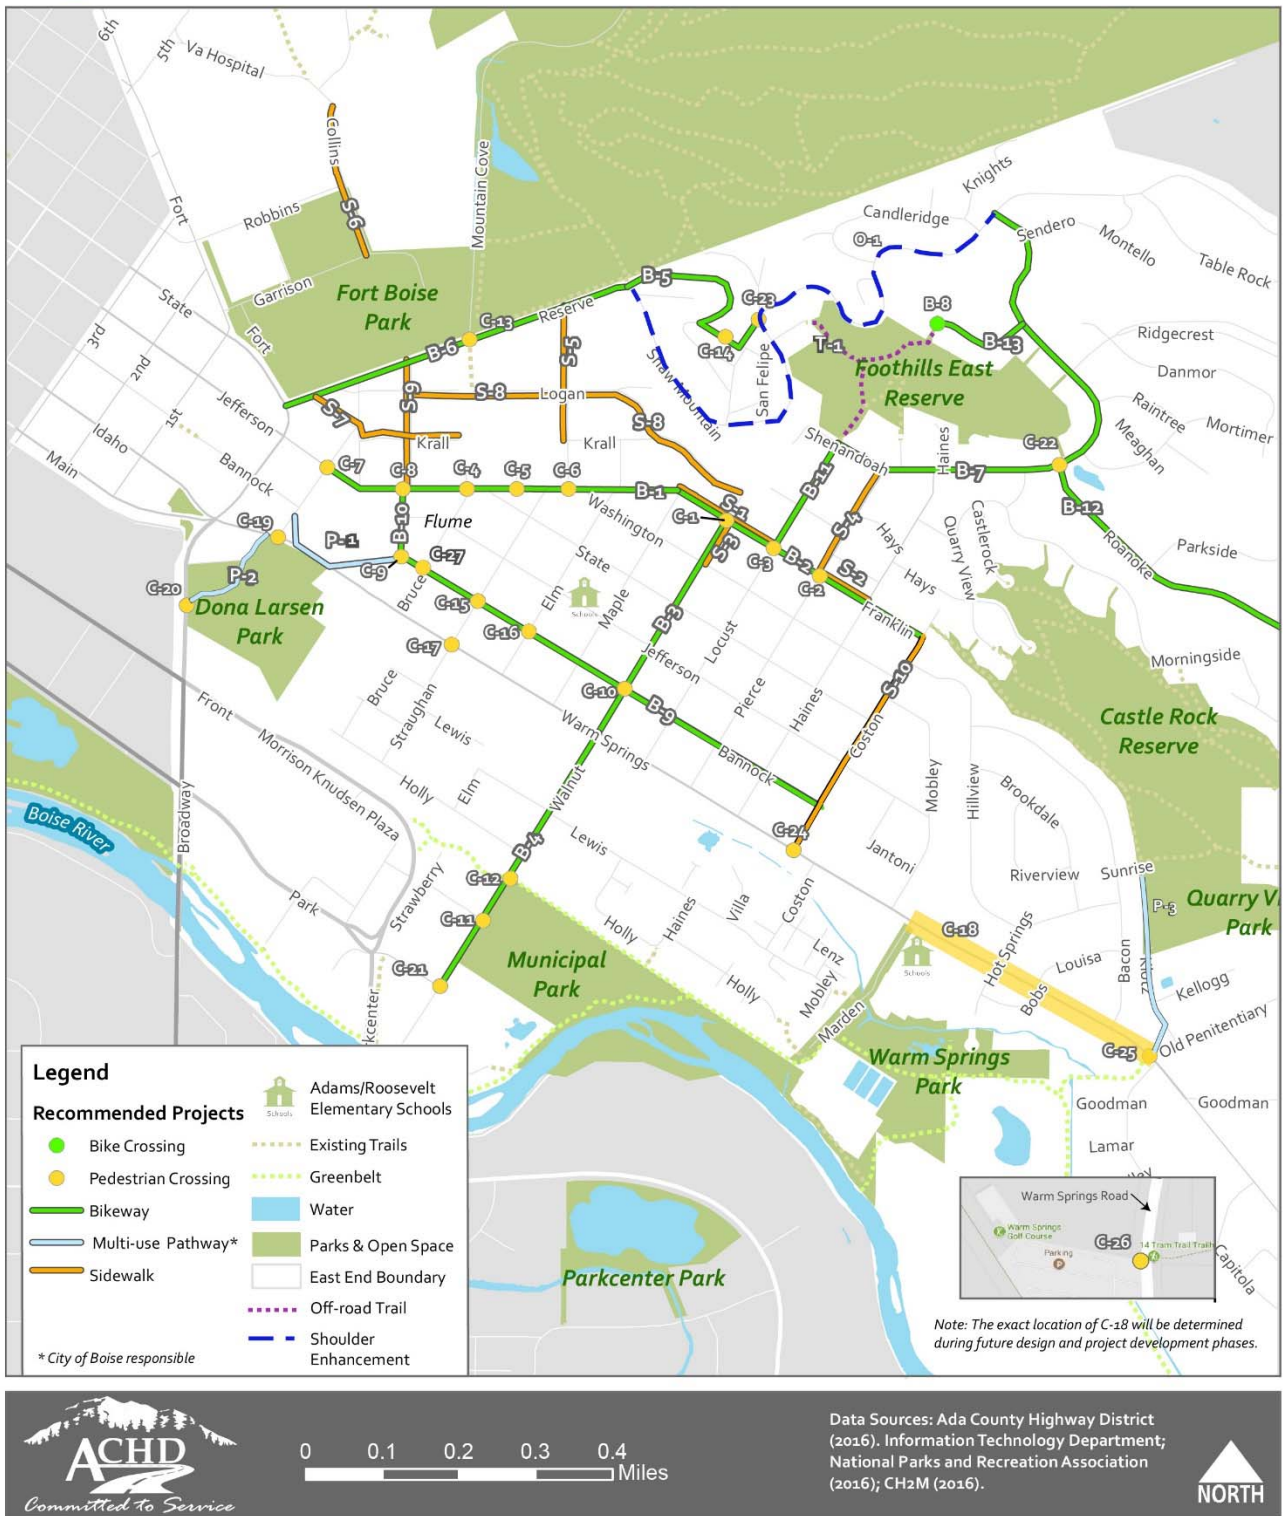 6th
5th
Va Hospital
Collins
S-6
Mountain Cove
Fort
Robbins
Garrison
Fort Boise
Park
Knights
Candleridge
O-1
Sendero
Montello
Table Rock
State
3rd
2nd
1st
Fort
Jefferson
Idaho
Bannock
Main
C-13
Reserve
B-6
B-5
C-23
C-14
San Felipe
T-1
B-8
B-13
Ridgecrest
Danmor
Foothills East
Reserve
Raintree
Mortimer
Meaghan
S-5
S-9
S-8
Logan
S-7
Krall
Krall
S-8
Shaw Mountain
Shenandoah
Haines
C-22
B-7
C-7
C-8
C-4
C-5
C-6
B-1
B-11
B-12
Washington
S-1
C-1
S-4
Hays
Hays
Castlerock
Quarry View
Roanoke
Parkside
C-19
P-1
B-10
Flume
C-27
C-9
S-3
C-3
B-2
C-2
S-2
Franklin
State
P-2
C-20
Dona Larsen
Park
Bruce
C-15
Elm
Schools
Maple
C-16
C-17
B-3
Locust
Jefferson
Morningside
C-10
B-9
S-10
Bruce
Straughan
Lewis
Pierce
Haines
Coston
Castle Rock
Reserve
Front
Morrison Knudsen Plaza
Warm Springs
Bannock
Mobley
Hillview
Brookdale
Holly
Elm
Walnut
Boise River
Broadway
B-4
Lewis
C-24
Jantoni
Riverview
Sunrise
Park
Strawberry
C-12
C-11
C-21
Haines
Villa
Coston
Holly
Holly
Lenz
Mobley
Marden
Quarry Vi
Park
P-3
C-18
Schools
Hot Springs
Louisa
Bacon
Bobs
Kellogg
Municipal
Park
rkcenter
C-25
Old Penitentiary
Warm Springs
Park
Goodman
Goodman
Lamar
Capitola
Parkcenter Park
Warm Springs Road
Warm Springs
Golf Course
Parking
P
C-26
14 Tram Trail Trailh
Note: The exact location of C-18 will be determined
during future design and project development phases.
Legend
Recommended Projects
Bike Crossing
Pedestrian Crossing
Bikeway
Multi-use Pathway*
Sidewalk
* City of Boise responsible
Schools
Adams/Roosevelt
Elementary Schools
Existing Trails
Greenbelt
Water
Parks & Open Space
East End Boundary
Off-road Trail
Shoulder
Enhancement
ACHD
Committed to Service
0 0.1 0.2 0.3 0.4
Miles
Data Sources: Ada County Highway District
(2016). Information Technology Department;
National Parks and Recreation Association
(2016); CH2M (2016).
NORTH